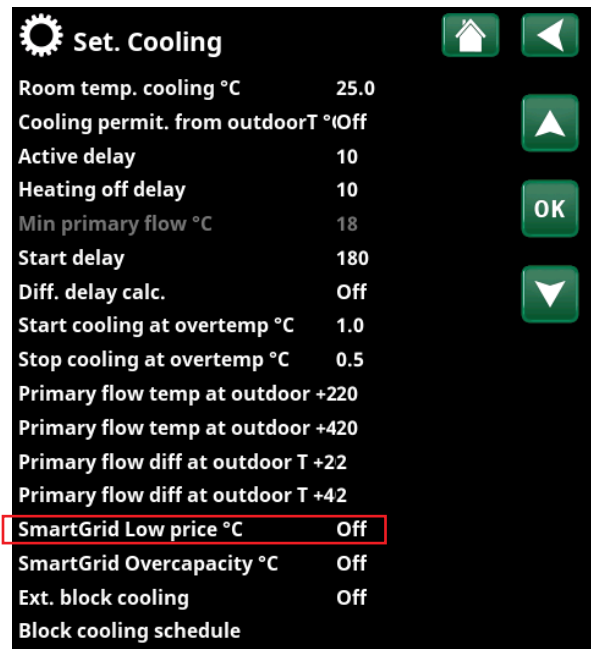 Set. Cooling
Room temp. cooling °C 25.0
Cooling permit. from outdoorT °(Off
Active delay 10
Heating off delay 10
Min primary flow °C 18
OK
Start delay 180
Diff. delay calc. Off
Start cooling at overtemp °C 1.0
Stop cooling at overtemp °C 0.5
Primary flow temp at outdoor +220
Primary flow temp at outdoor +420
Primary flow diff at outdoor T +22
Primary flow diff at outdoor T +42
SmartGrid Low price °C Off
SmartGrid Overcapacity °C Off
Ext. block cooling Off
Block cooling schedule